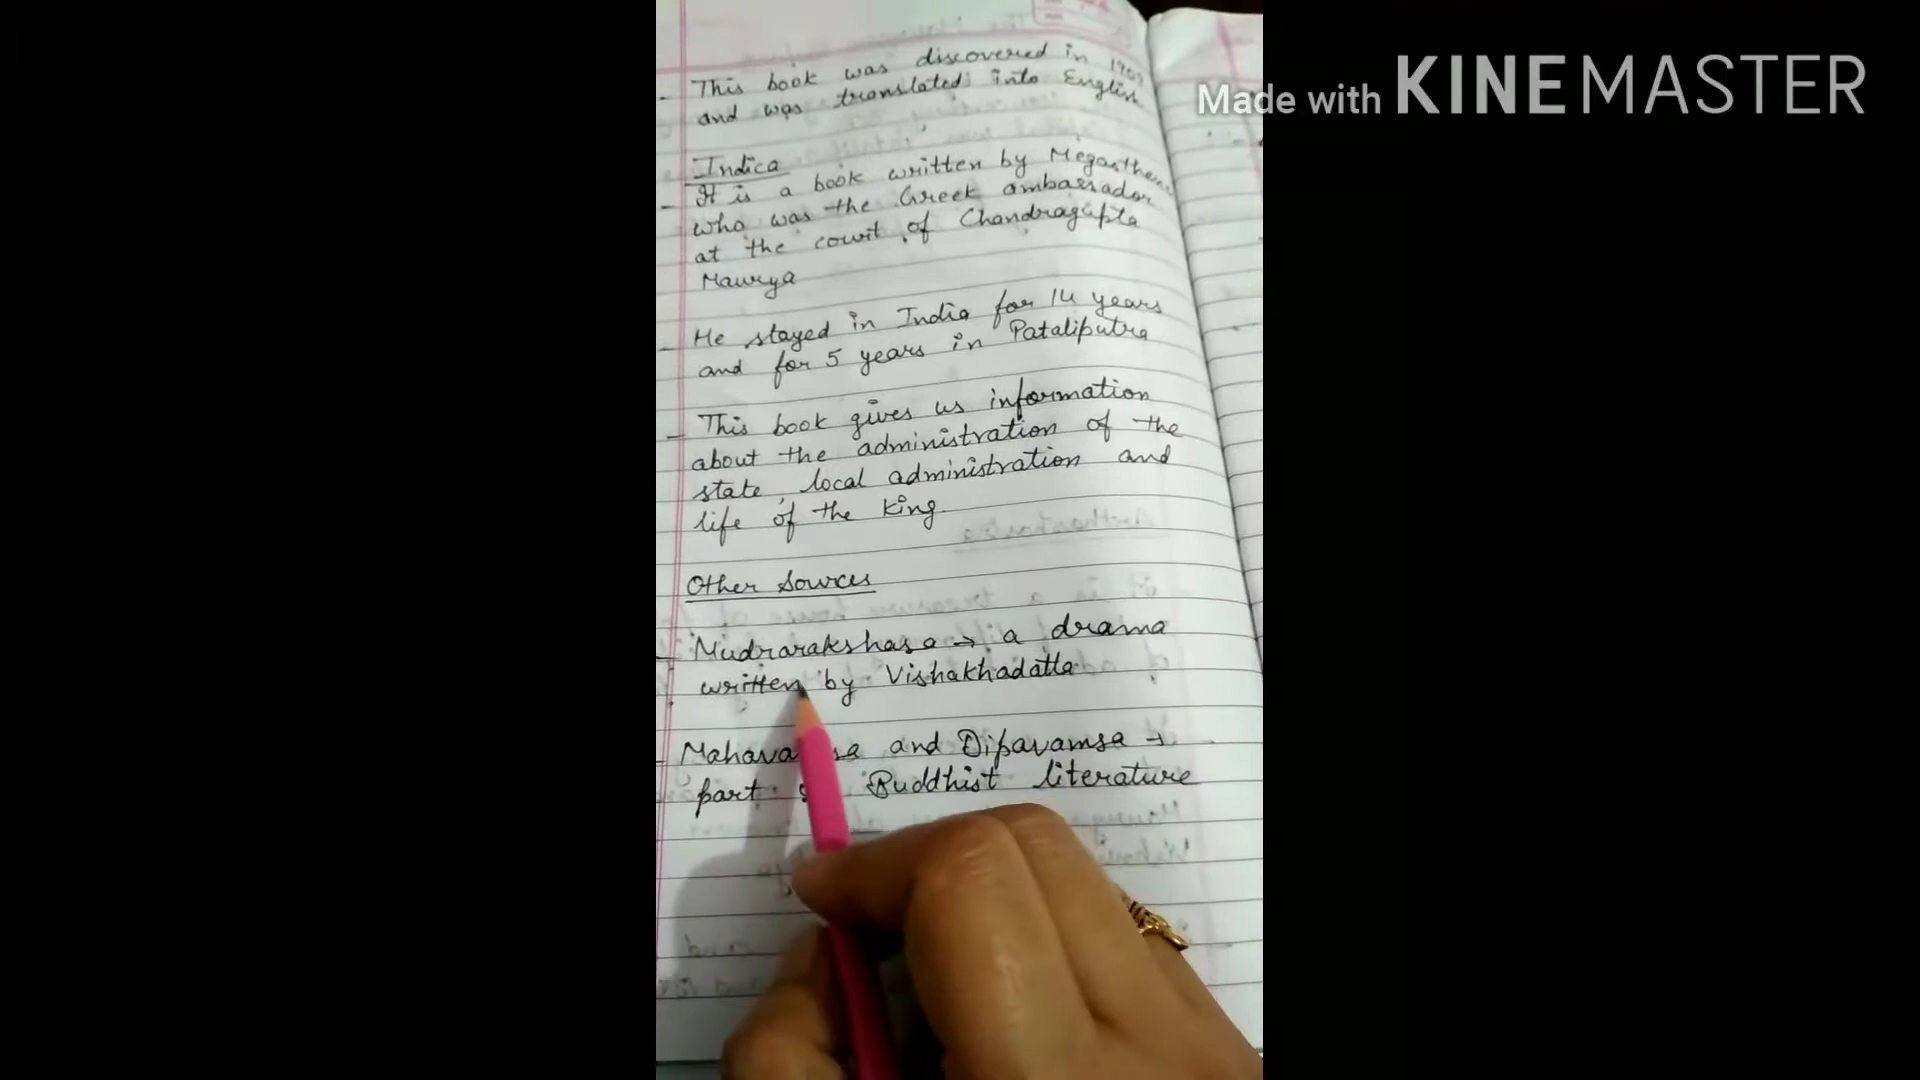 - This book was discovered in 1909
and was translated into English
Indica
- It is a book written by Megasthenes
who was the Greek ambassador
at the court of Chandragupta
Maurya
- He stayed in India for 14 years
and for 5 years in Pataliputra
- This book gives us information
about the administration of the
state, local administration and
life of the king.
Other Sources
- Mudrarakshasa → a drama
written by Vishakhadatta
- and Dipavamsa →
part Buddhist literature
Made with KINEMASTER